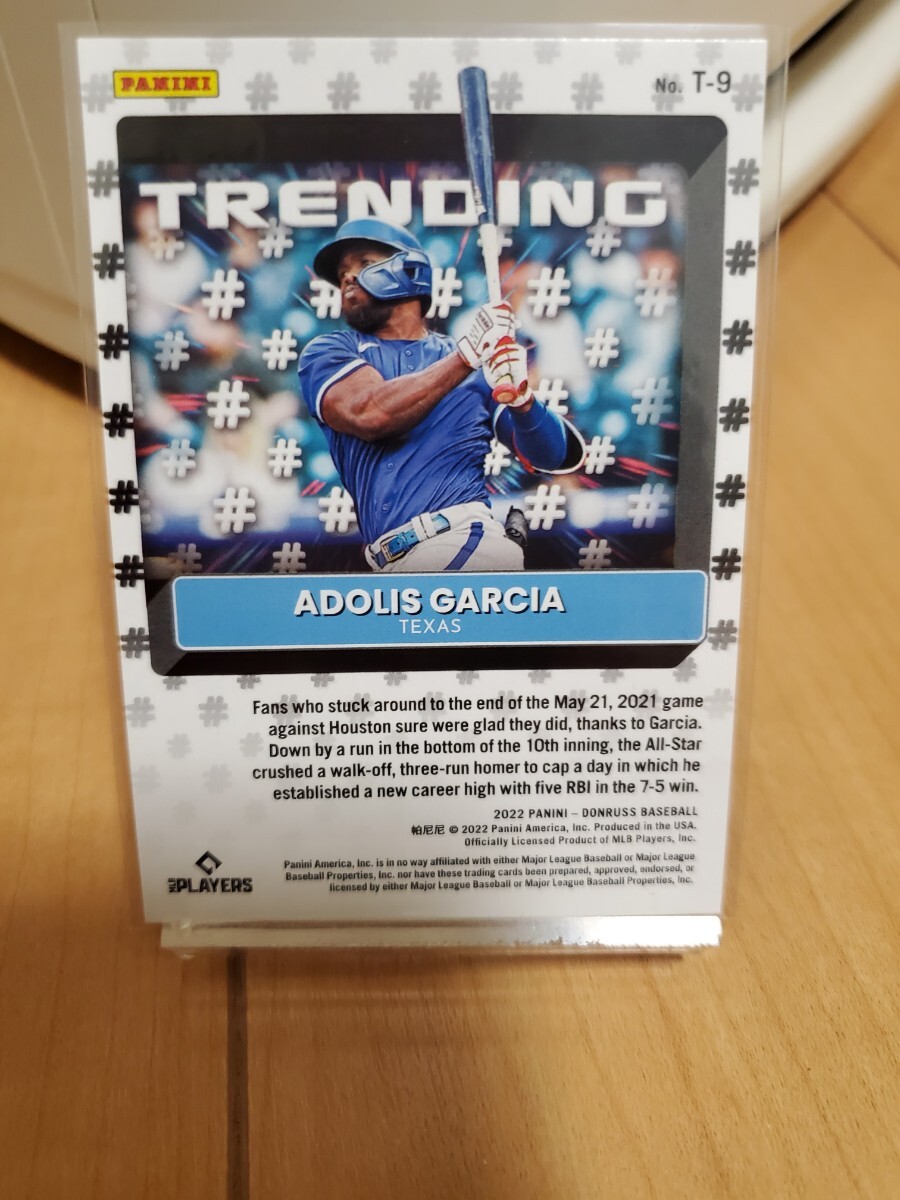 PANINI
No. T-9
TRENDING
ADOLIS GARCIA
TEXAS
Fans who stuck around to the end of the May 21, 2021 game
against Houston sure were glad they did, thanks to Garcia.
Down by a run in the bottom of the 10th inning, the All-Star
crushed a walk-off, three-run homer to cap a day in which he
established a new career high with five RBI in the 7-5 win.
2022 PANINI – DONRUSS BASEBALL
帕尼尼 © 2022 Panini America, Inc. Produced in the USA.
Officially Licensed Product of MLB Players, Inc.
Panini America, Inc. is in no way affiliated with either Major League Baseball or Major League
Baseball Properties, Inc. nor have these trading cards been prepared, approved, endorsed, or
licensed by either Major League Baseball or Major League Baseball Properties, Inc.
MLB PLAYERS